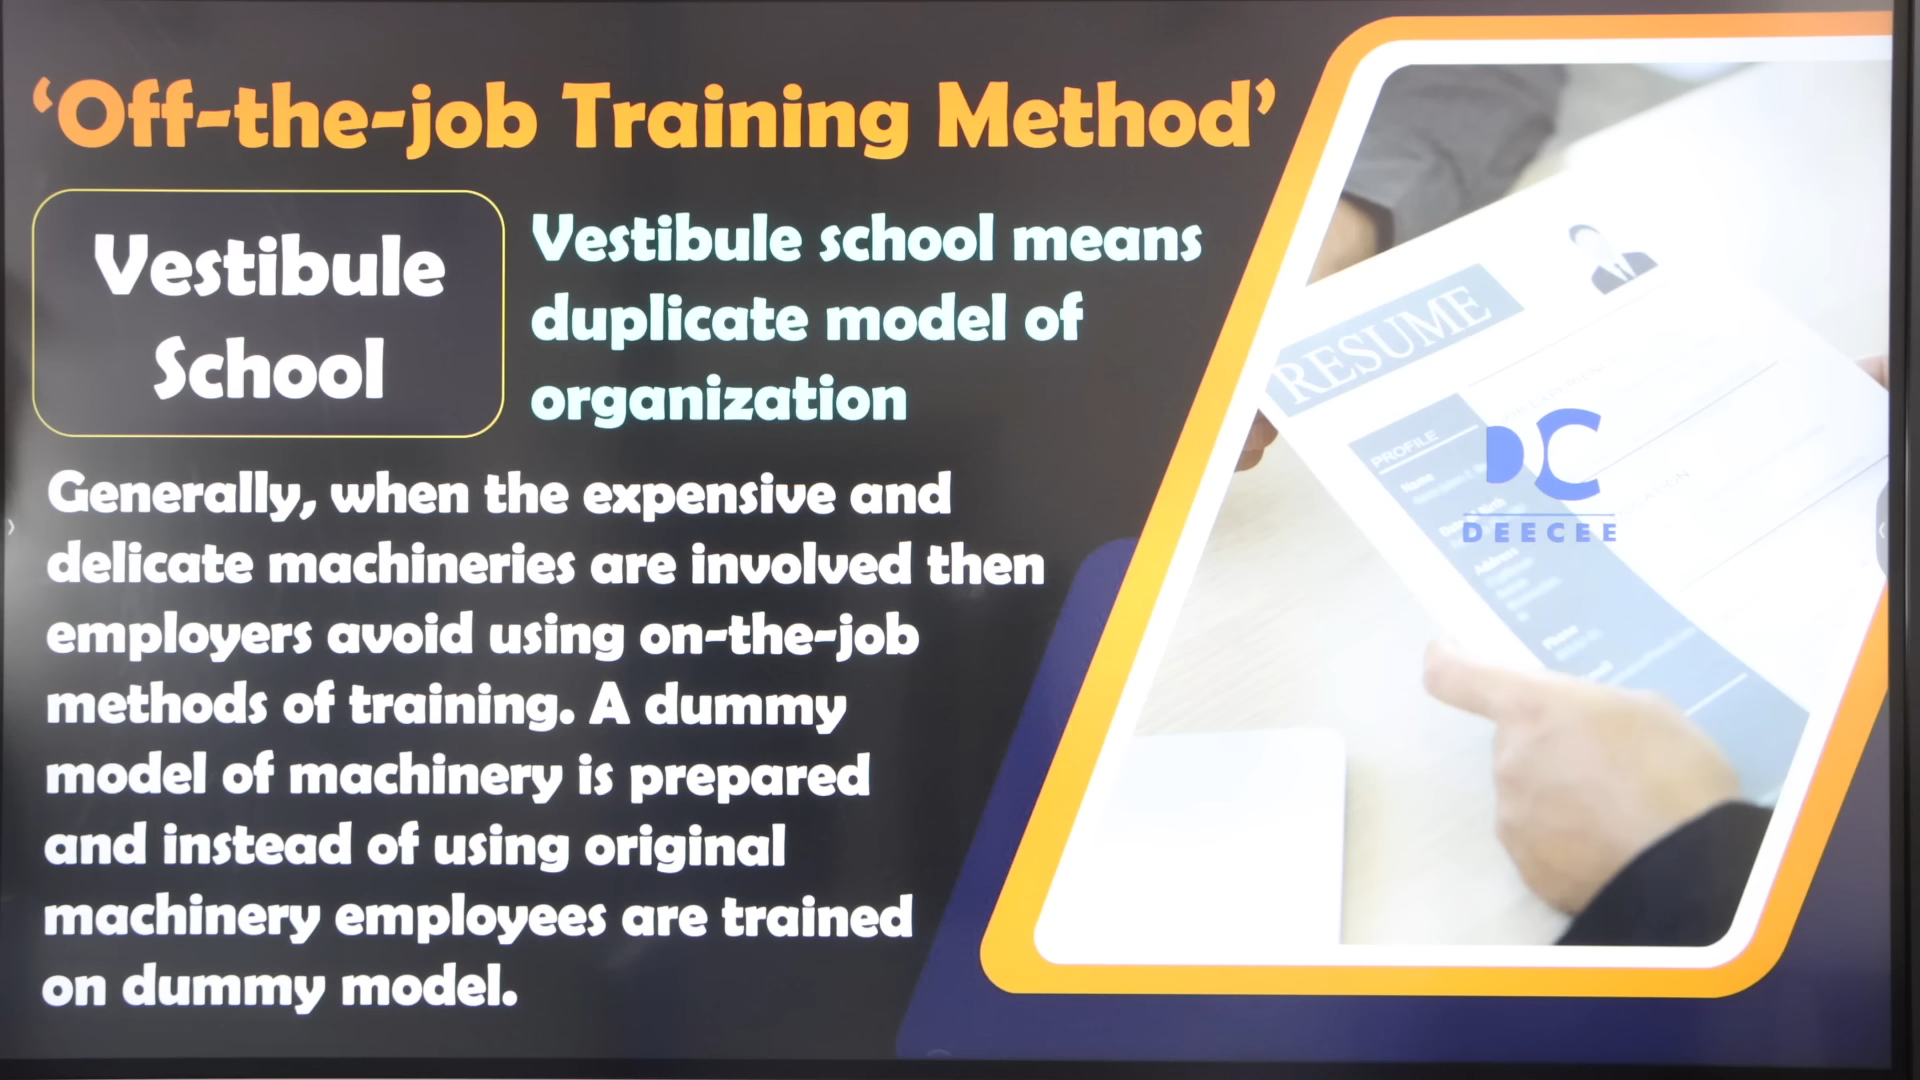 ‘Off-the-job Training Method’
Vestibule
School
Vestibule school means
duplicate model of
organization
Generally, when the expensive and
delicate machineries are involved then
employers avoid using on-the-job
methods of training. A dummy
model of machinery is prepared
and instead of using original
machinery employees are trained
on dummy model.
RESUME
PROFILE
Name
DC
DEECEE